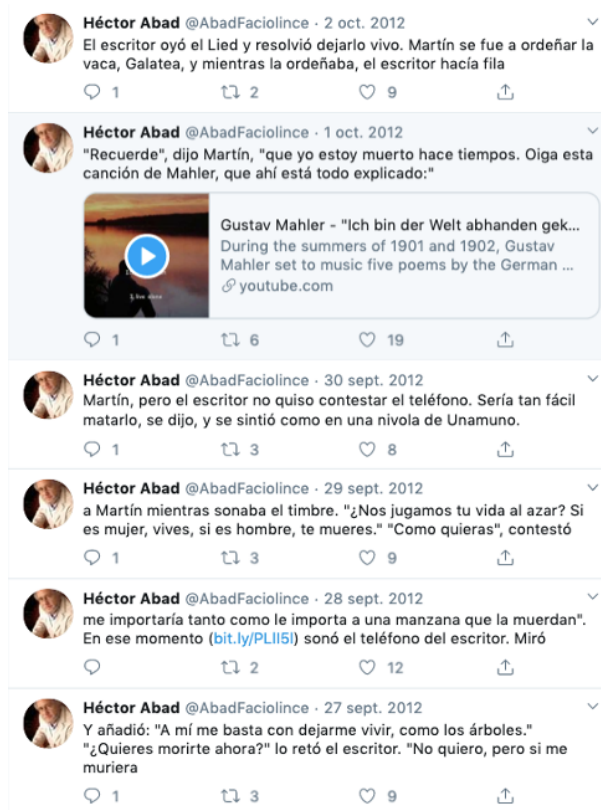 Héctor Abad @AbadFaciolince · 2 oct. 2012
El escritor oyó el Lied y resolvió dejarlo vivo. Martín se fue a ordeñar la
vaca, Galatea, y mientras la ordeñaba, el escritor hacía fila
1 2 9
Héctor Abad @AbadFaciolince · 1 oct. 2012
"Recuerde", dijo Martín, "que yo estoy muerto hace tiempos. Oiga esta
canción de Mahler, que ahí está todo explicado:"
Gustav Mahler - "Ich bin der Welt abhanden gek...
During the summers of 1901 and 1902, Gustav
Mahler set to music five poems by the German ...
youtube.com
1 6 19
Héctor Abad @AbadFaciolince · 30 sept. 2012
Martín, pero el escritor no quiso contestar el teléfono. Sería tan fácil
matarlo, se dijo, y se sintió como en una nivola de Unamuno.
1 3 8
Héctor Abad @AbadFaciolince · 29 sept. 2012
a Martín mientras sonaba el timbre. "¿Nos jugamos tu vida al azar? Si
es mujer, vives, si es hombre, te mueres." "Como quieras", contestó
1 3 9
Héctor Abad @AbadFaciolince · 28 sept. 2012
me importaría tanto como le importa a una manzana que la muerdan".
En ese momento (bit.ly/PLlI5I) sonó el teléfono del escritor. Miró
2 12
Héctor Abad @AbadFaciolince · 27 sept. 2012
Y añadió: "A mí me basta con dejarme vivir, como los árboles."
"¿Quieres morirte ahora?" lo retó el escritor. "No quiero, pero si me
muriera
1 3 9